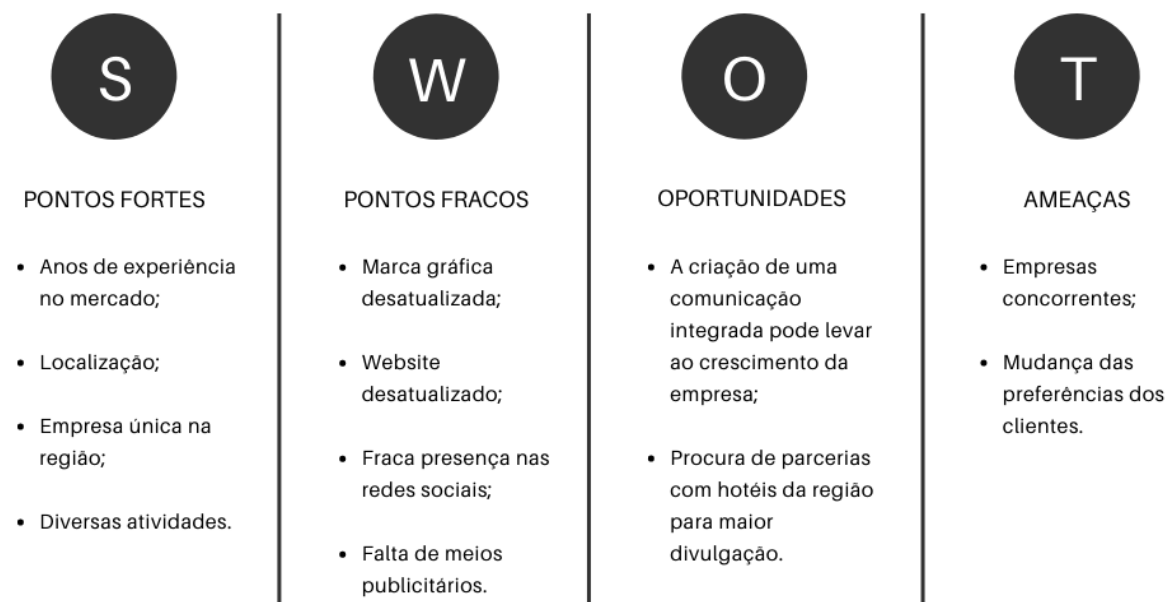 S
PONTOS FORTES
• Anos de experiência
no mercado;
• Localização;
• Empresa única na
região;
• Diversas atividades.
W
PONTOS FRACOS
• Marca gráfica
desatualizada;
• Website
desatualizado;
• Fraca presença nas
redes sociais;
• Falta de meios
publicitários.
O
OPORTUNIDADES
• A criação de uma
comunicação
integrada pode levar
ao crescimento da
empresa;
• Procura de parcerias
com hotéis da região
para maior
divulgação.
T
AMEAÇAS
• Empresas
concorrentes;
• Mudança das
preferências dos
clientes.